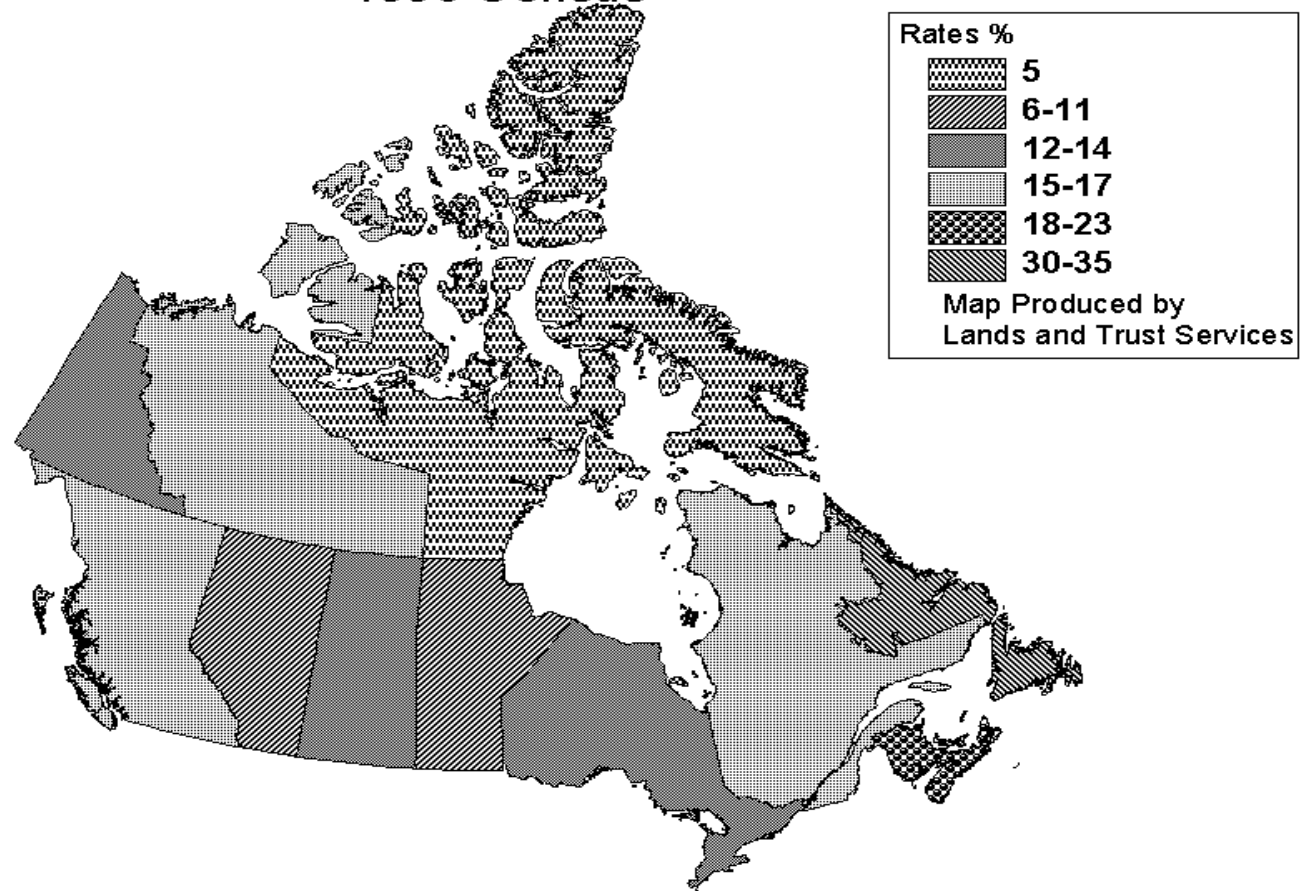 Rates %
5
6-11
12-14
15-17
18-23
30-35
Map Produced by
Lands and Trust Services